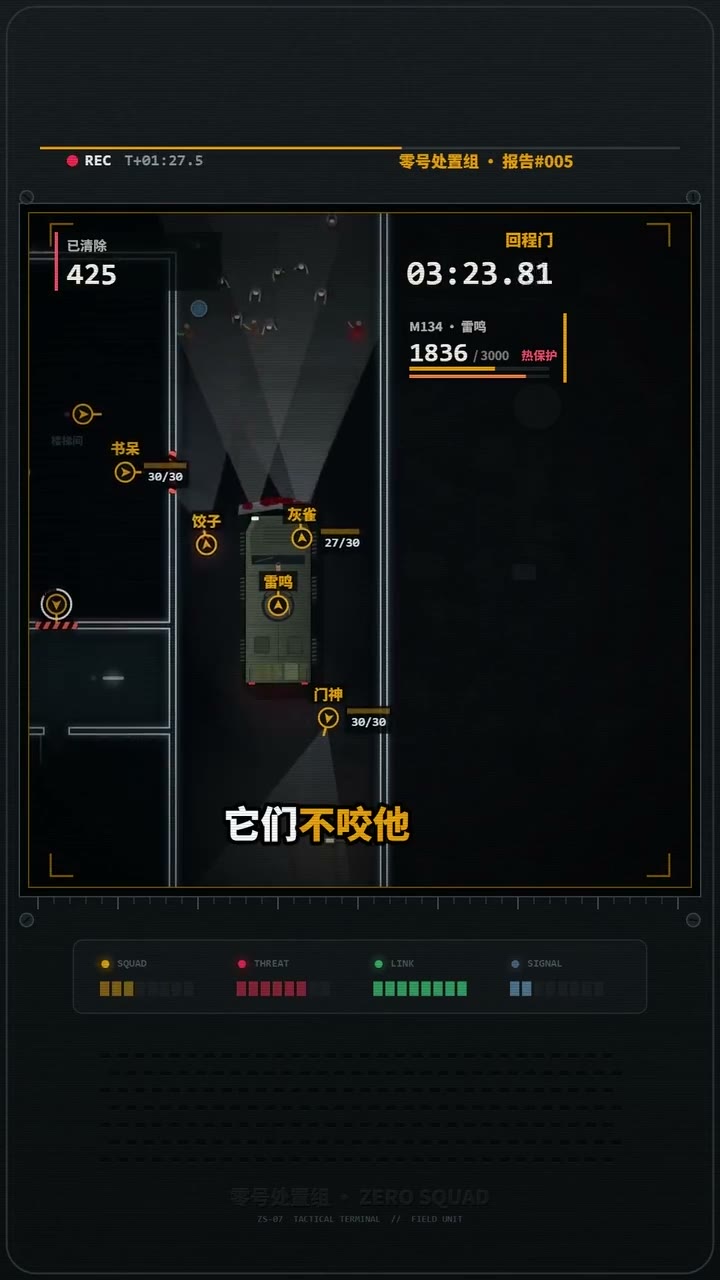 REC T+01:27.5
零号处置组 • 报告#005
已清除
425
回程门
03:23.81
M134 • 雷鸣
1836 / 3000 热保护
楼梯间
书呆
30/30
饺子
灰雀
27/30
雷鸣
门神
30/30
它们不咬他
SQUAD
THREAT
LINK
SIGNAL
零号处置组 • ZERO SQUAD
ZS-07 TACTICAL TERMINAL // FIELD UNIT